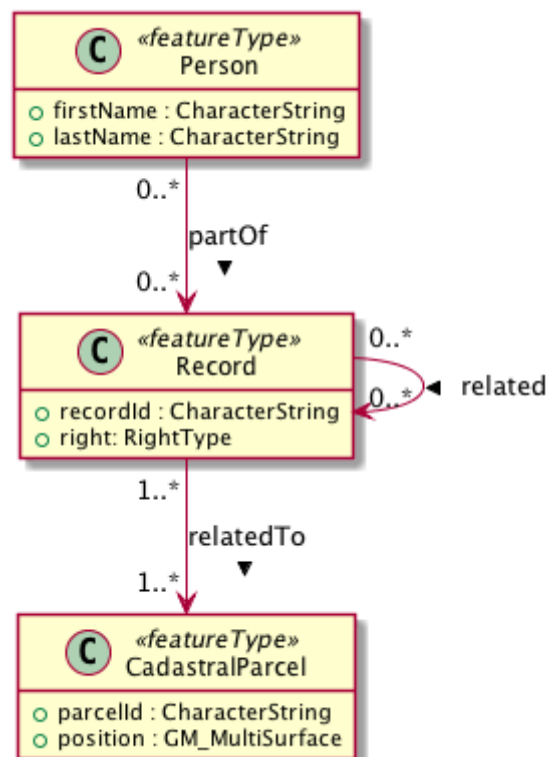 C «featureType»
Person
firstName : CharacterString
lastName : CharacterString
0..*
partOf
0..*
C «featureType»
Record
recordId : CharacterString
right: RightType
0..*
0..*
related
1..*
relatedTo
1..*
C «featureType»
CadastralParcel
parcelId : CharacterString
position : GM_MultiSurface